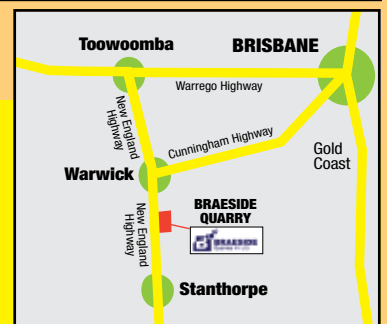 Toowoomba
BRISBANE
Warrego Highway
New England
Highway
Cunningham Highway
Gold
Coast
Warwick
BRAESIDE
QUARRY
BRAESIDE
New England
Highway
Stanthorpe